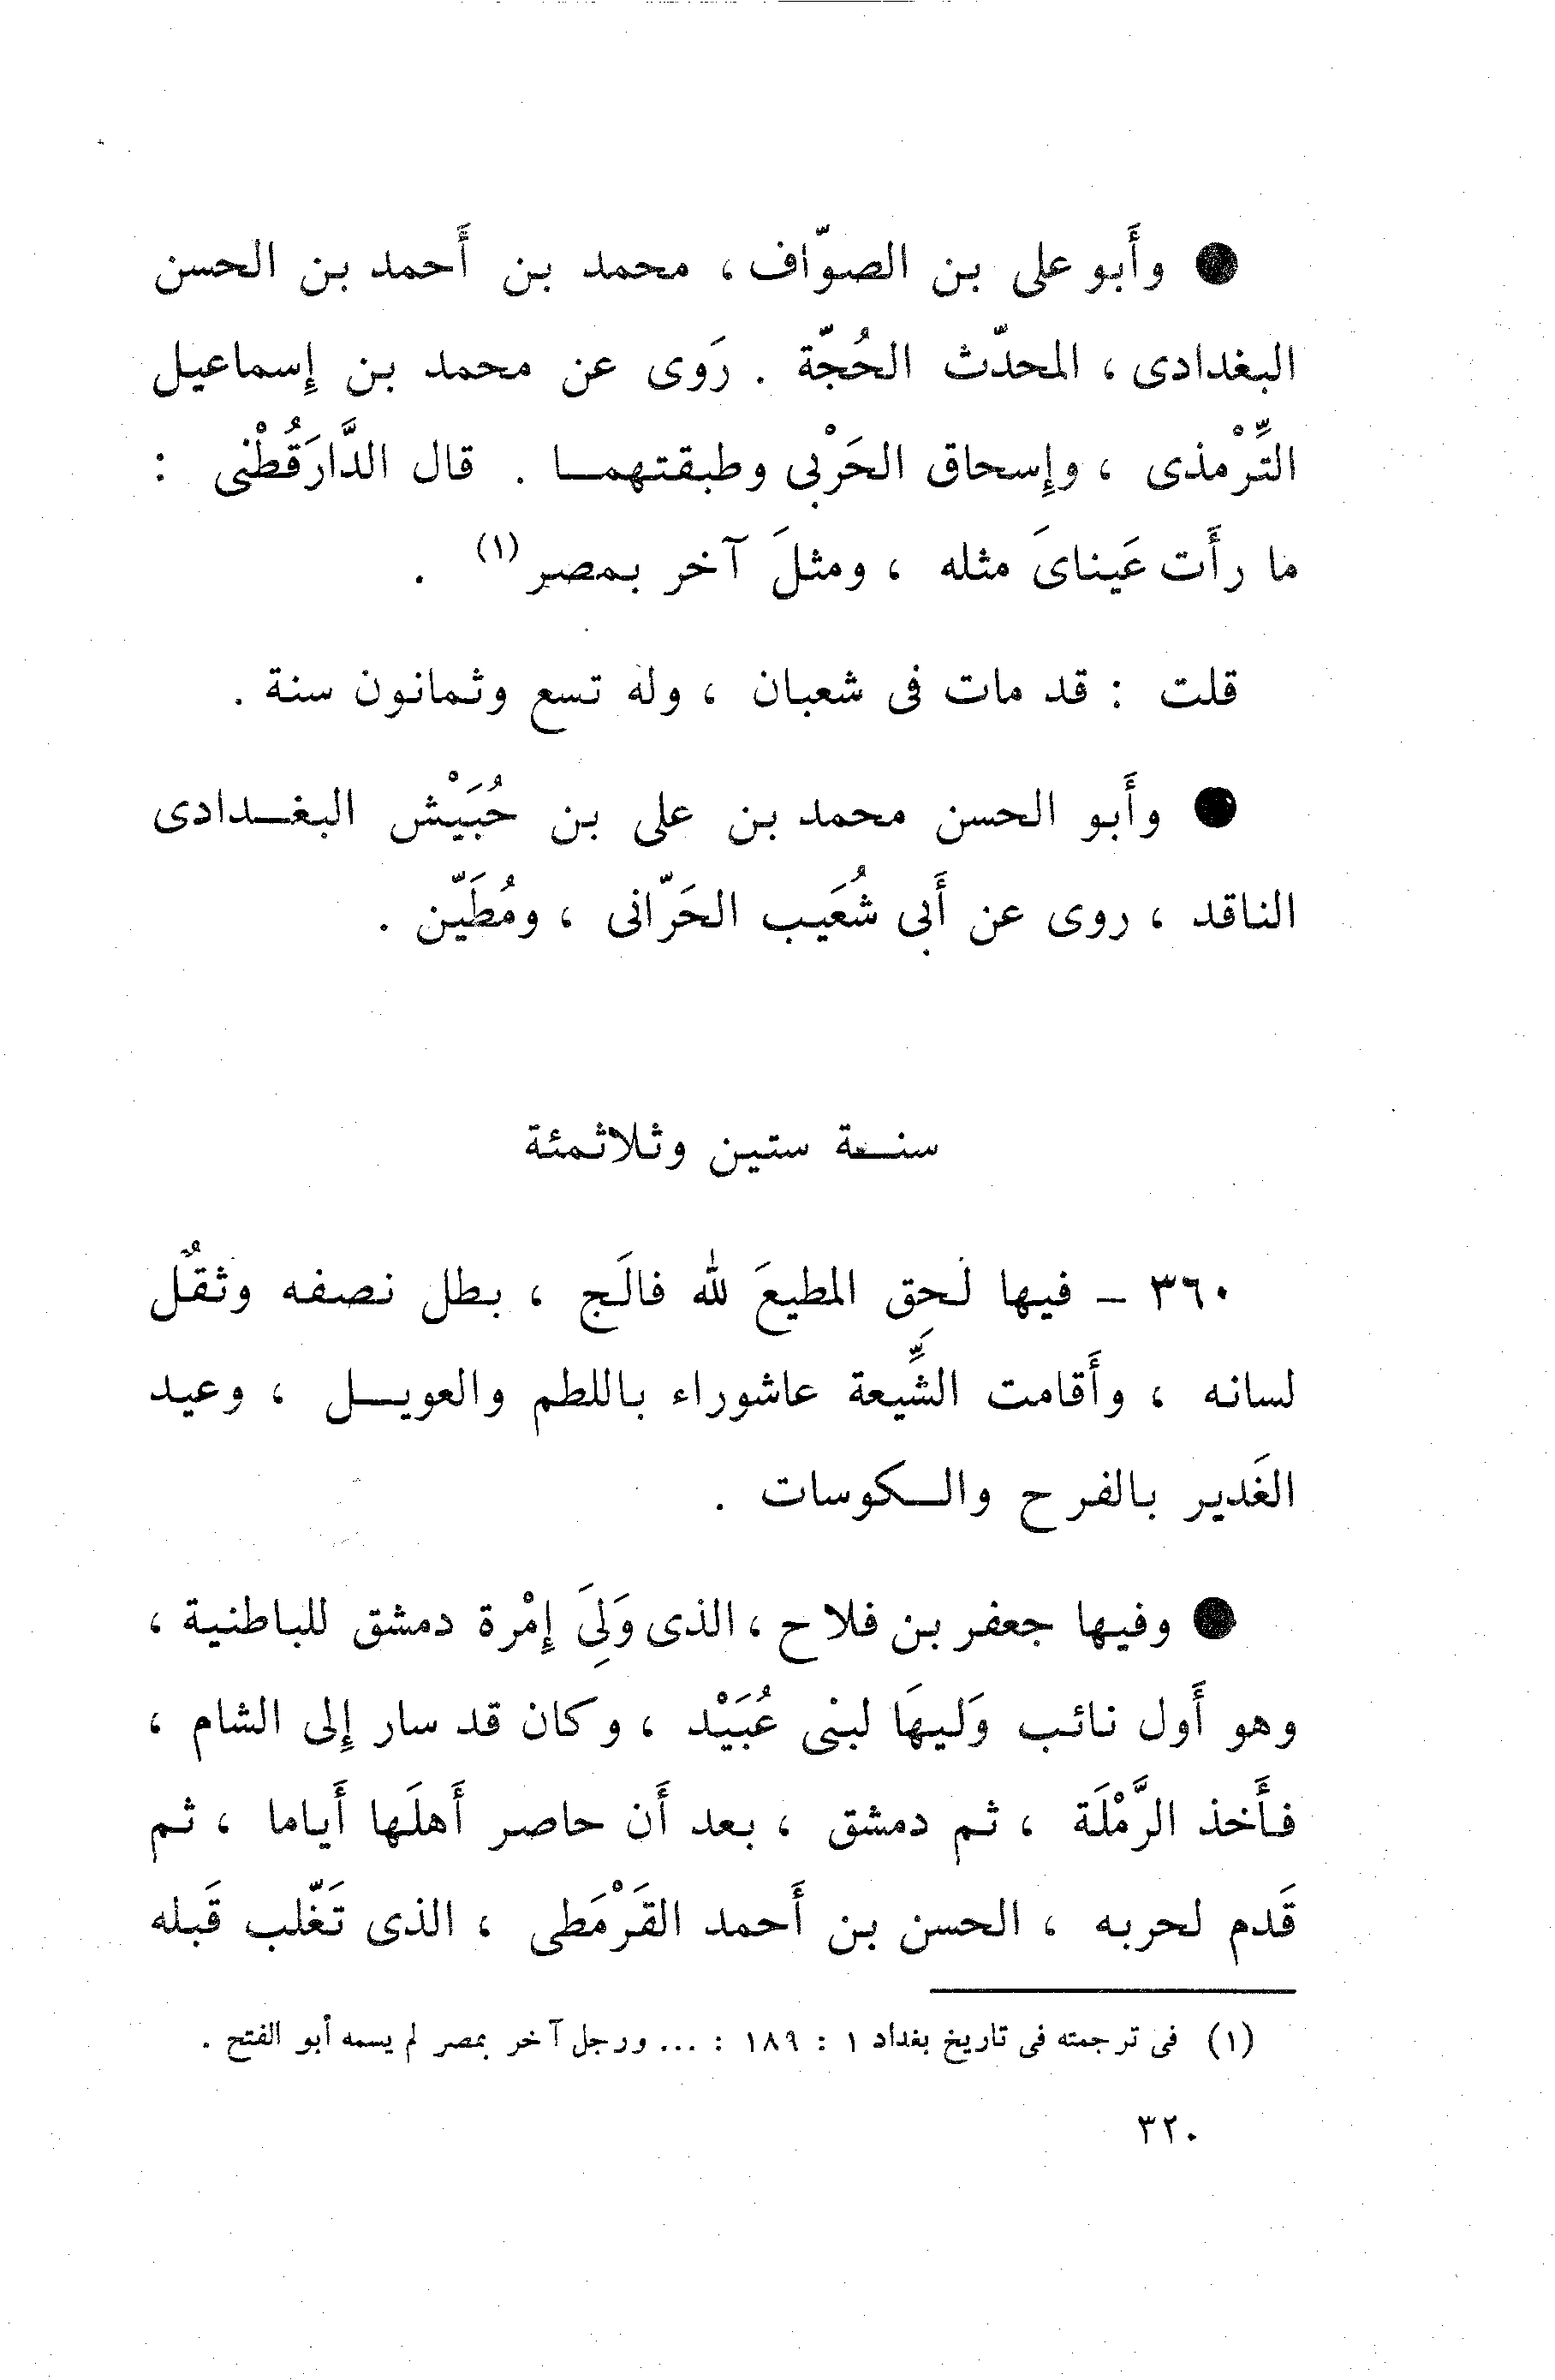 ● وأَبو على بن الصوّاف ، محمد بن أَحمد بن الحسن
البغدادى ، المحدّث الحُجّة . رَوى عن محمد بن إسماعيل
التِّرْمذى ، وإِسحاق الحَرْبى وطبقتهمـــا . قال الدَّارَقُطْنى :
ما رأَت عَيناىَ مثله ، ومثلَ آخر بمصر (١) .
قلت : قد مات فى شعبان ، وله تسع وثمانون سنة .
● وأَبو الحسن محمد بن على بن حُبَيْش البغـــدادى
الناقد ، روى عن أَبى شُعَيب الحَرّانى ، ومُطَيّن .
سنـــة ستين وثلاثمئة
٣٦٠ – فيها لَحِق المطيعَ لله فالَج ، بطل نصفه وثقُل
لسانه ، وأَقامت الشِّيعة عاشوراء باللطم والعويـــل ، وعيد
الغَدير بالفرح والـــكوسات .
● وفيها جعفر بن فلاح ، الذى وَلِىَ إمْرة دمشق للباطنية ،
وهو أَول نائب وَليهَا لبنى عُبَيْد ، وكان قد سار إِلى الشام ،
فأَخذ الرَّمْلَة ، ثم دمشق ، بعد أَن حاصر أَهلَها أَياما ، ثم
قَدم لحربه ، الحسن بن أَحمد القَرْمَطى ، الذى تَغّلب قَبله
(١) فى ترجمته فى تاريخ بغداد ١ : ١٨٩ : ... ورجل آخر بمصر لم يسمه أبو الفتح .
٣٢٠